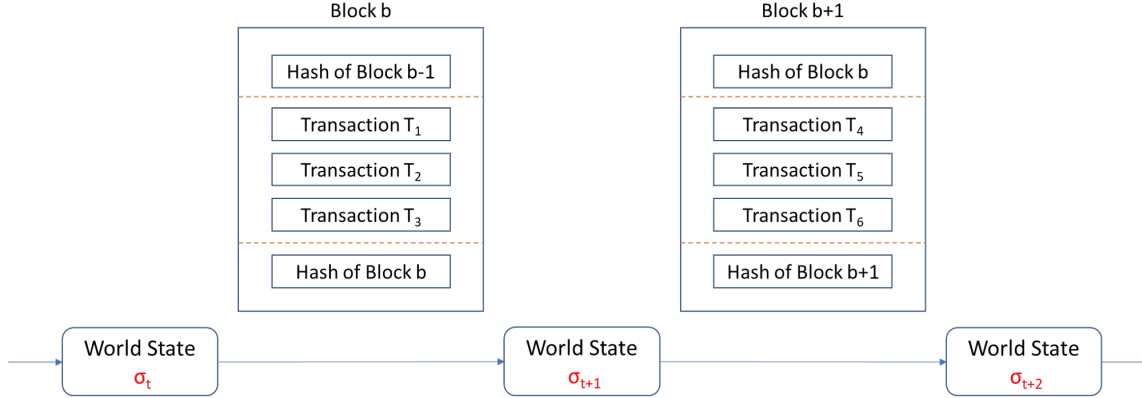 Block b
Hash of Block b-1
Transaction T₁
Transaction T₂
Transaction T₃
Hash of Block b
Block b+1
Hash of Block b
Transaction T₄
Transaction T₅
Transaction T₆
Hash of Block b+1
World State
σₜ
World State
σₜ₊₁
World State
σₜ₊₂